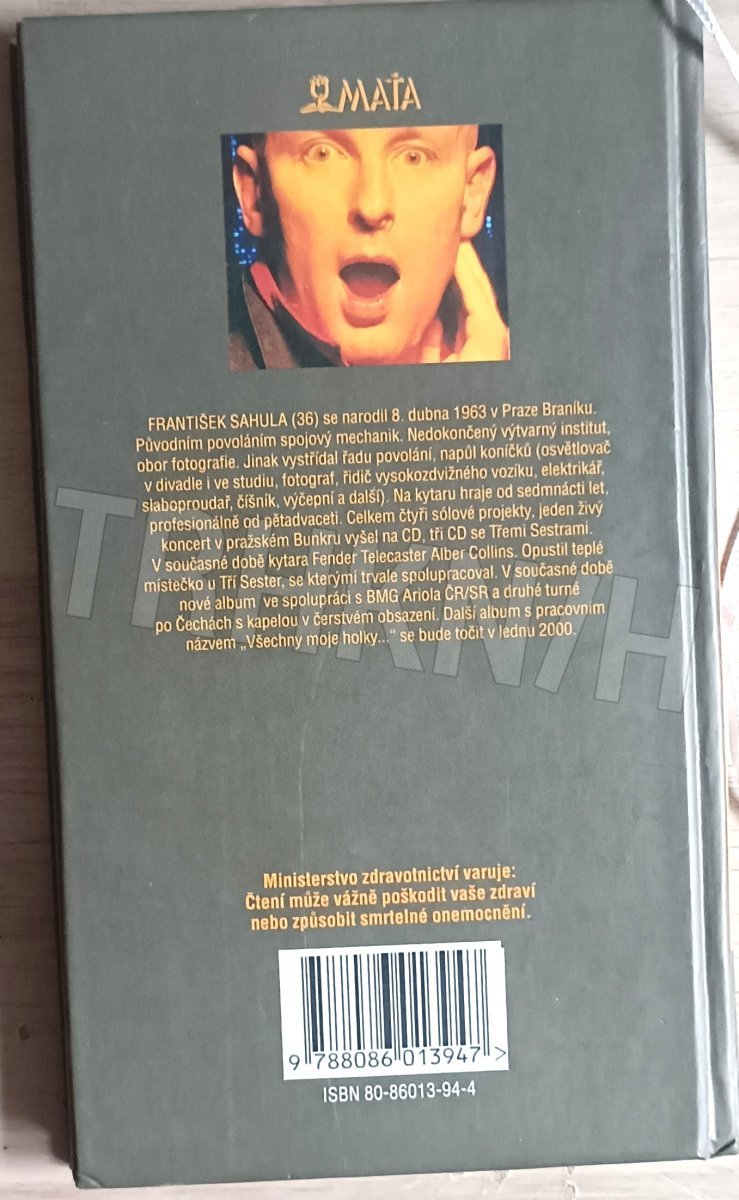 MAŤA
FRANTIŠEK SAHULA (36) se narodil 8. dubna 1963 v Praze Braníku.
Původním povoláním spojový mechanik. Nedokončený výtvarný institut,
obor fotografie. Jinak vystřídal řadu povolání, napůl koníčků (osvětlovač
v divadle i ve studiu, fotograf, řidič vysokozdvižného vozíku, elektrikář,
slaboproudař, číšník, výčepní a další). Na kytaru hraje od sedmnácti let,
profesionálně od pětadvaceti. Celkem čtyři sólové projekty, jeden živý
koncert v pražském Bunkru vyšel na CD, tři CD se Třemi Sestrami.
V současné době kytara Fender Telecaster Alber Collins. Opustil teplé
místečko u Tří Sester, se kterými trvale spolupracoval. V současné době
nové album ve spolupráci s BMG Ariola ČR/SR a druhé turné
po Čechách s kapelou v čerstvém obsazení. Další album s pracovním
názvem „Všechny moje holky...“ se bude točit v lednu 2000.
Ministerstvo zdravotnictví varuje:
Čtení může vážně poškodit vaše zdraví
nebo způsobit smrtelné onemocnění.
9 788086 013947 >
ISBN 80-86013-94-4